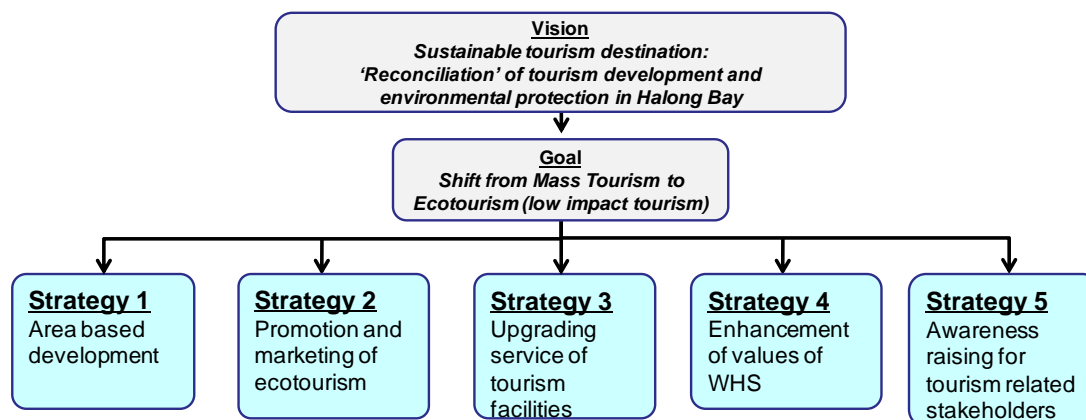 Vision
Sustainable tourism destination:
‘Reconciliation’ of tourism development and
environmental protection in Halong Bay
Goal
Shift from Mass Tourism to
Ecotourism (low impact tourism)
Strategy 1
Area based
development
Strategy 2
Promotion and
marketing of
ecotourism
Strategy 3
Upgrading
service of
tourism
facilities
Strategy 4
Enhancement
of values of
WHS
Strategy 5
Awareness
raising for
tourism related
stakeholders